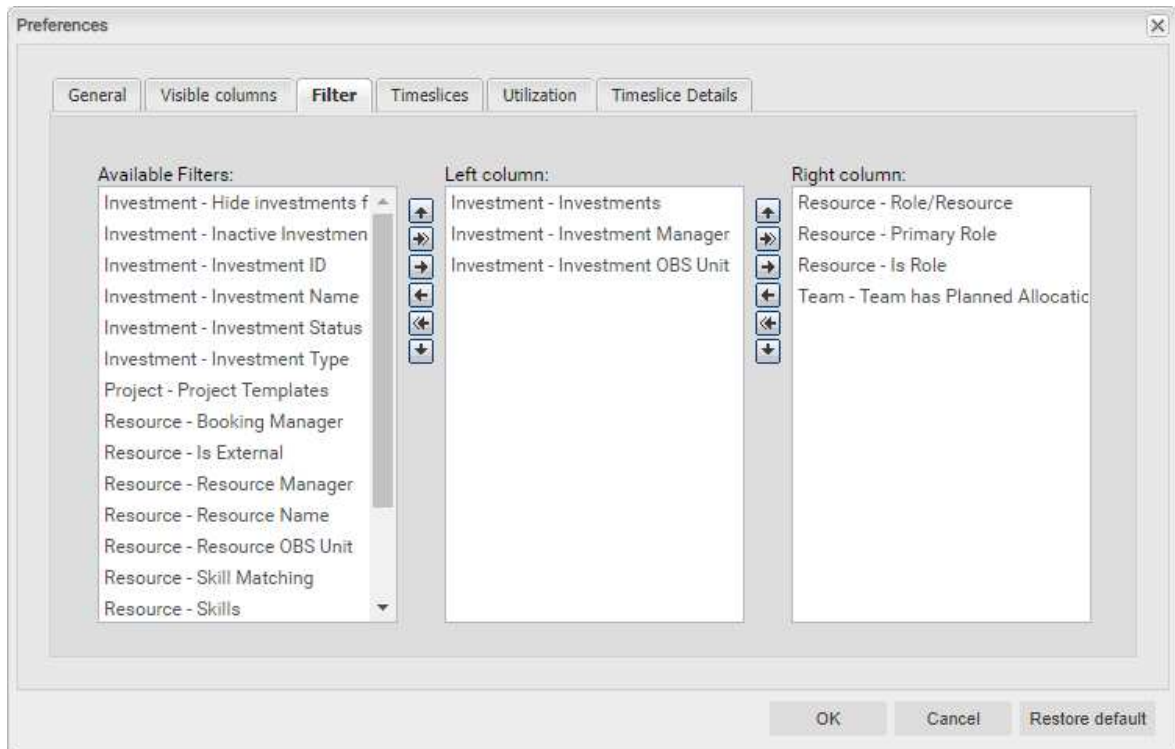 Preferences
General
Visible columns
Filter
Timeslices
Utilization
Timeslice Details
Available Filters:
Investment - Hide investments f
Investment - Inactive Investmen
Investment - Investment ID
Investment - Investment Name
Investment - Investment Status
Investment - Investment Type
Project - Project Templates
Resource - Booking Manager
Resource - Is External
Resource - Resource Manager
Resource - Resource Name
Resource - Resource OBS Unit
Resource - Skill Matching
Resource - Skills
Left column:
Investment - Investments
Investment - Investment Manager
Investment - Investment OBS Unit
Right column:
Resource - Role/Resource
Resource - Primary Role
Resource - Is Role
Team - Team has Planned Allocatic
OK
Cancel
Restore default